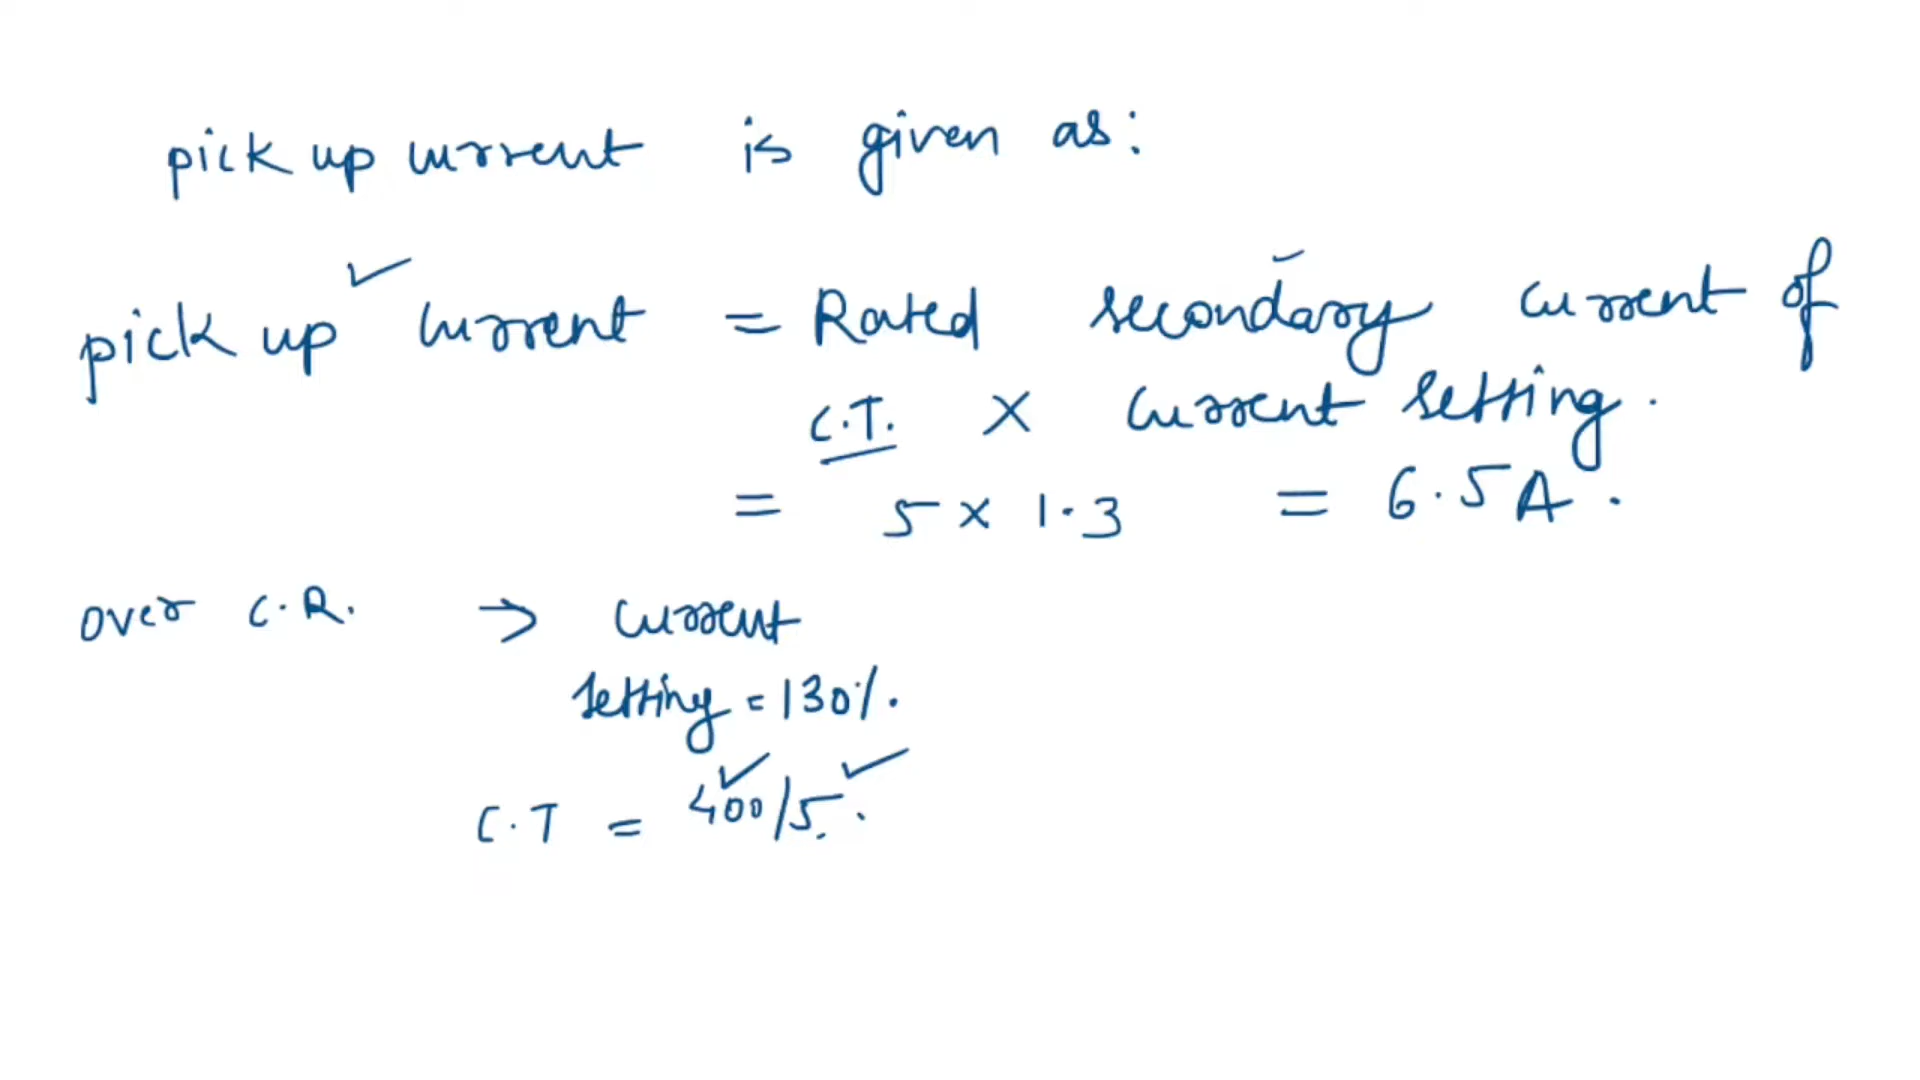 pick up current is given as:
pick up current = Rated secondary current of
C.T. × current setting.
= 5 × 1.3 = 6.5A.
over C.R. → current
setting = 130%.
C.T = 400/5.